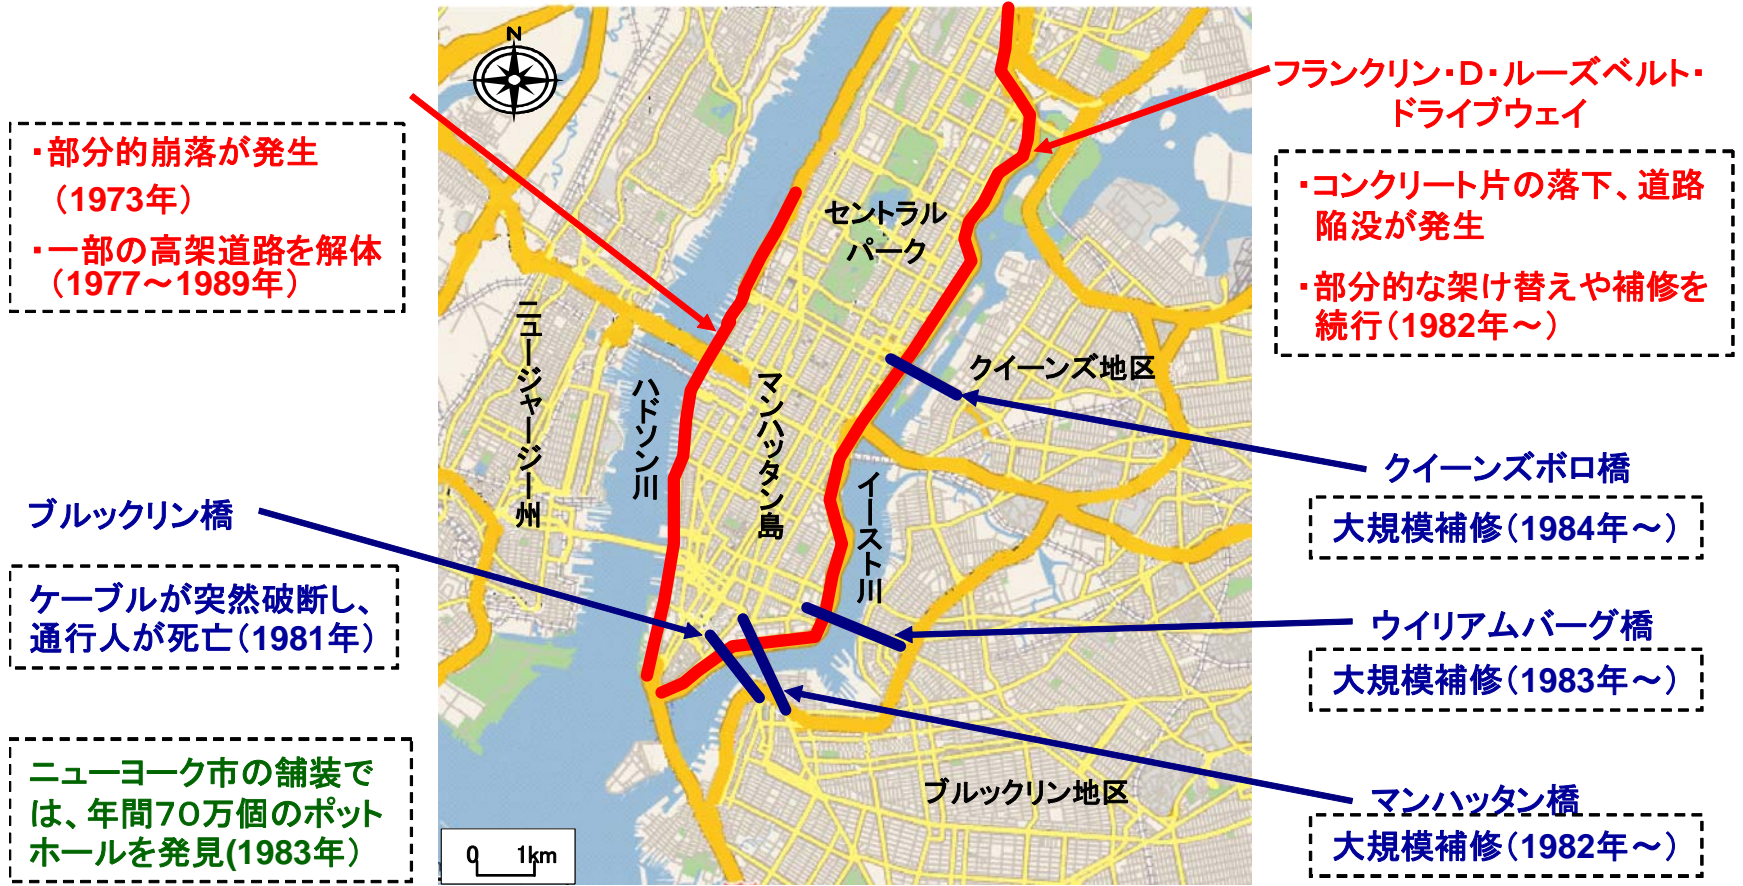 N
・部分的崩落が発生
（1973年）
・一部の高架道路を解体
（1977～1989年）
フランクリン・D・ルーズベルト・
ドライブウェイ
・コンクリート片の落下、道路
陥没が発生
・部分的な架け替えや補修を
続行（1982年～）
セントラル
パーク
ニュージャージー州
ハドソン川
マンハッタン島
イースト川
クイーンズ地区
クイーンズボロ橋
大規模補修（1984年～）
ブルックリン橋
ケーブルが突然破断し、
通行人が死亡（1981年）
ウイリアムバーグ橋
大規模補修（1983年～）
ニューヨーク市の舗装で
は、年間７０万個のポット
ホールを発見(1983年）
ブルックリン地区
マンハッタン橋
大規模補修（1982年～）
0 1km